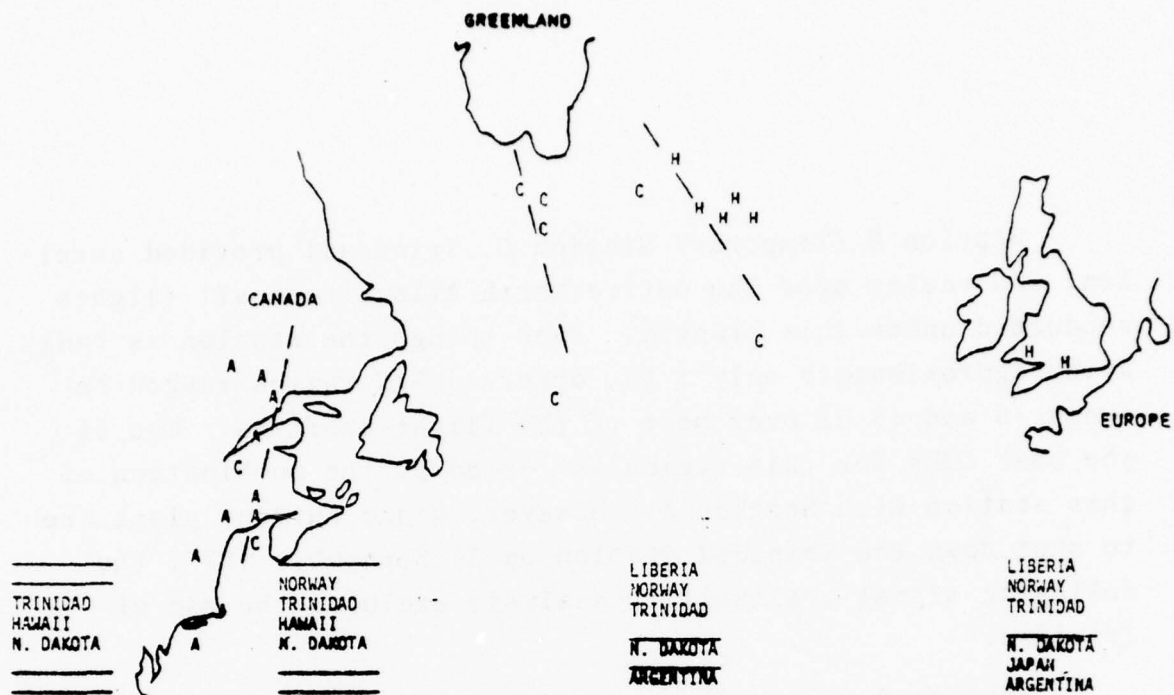 GREENLAND
H
C C C H
H
H H
C
CANADA
C
H H
A A
A
C
EUROPE
A
C
A
A A
C
A
TRINIDAD
HAWAII
N. DAKOTA
A
NORWAY
TRINIDAD
HAWAII
N. DAKOTA
LIBERIA
NORWAY
TRINIDAD
N. DAKOTA
ARGENTINA
LIBERIA
NORWAY
TRINIDAD
N. DAKOTA
JAPAN
ARGENTINA